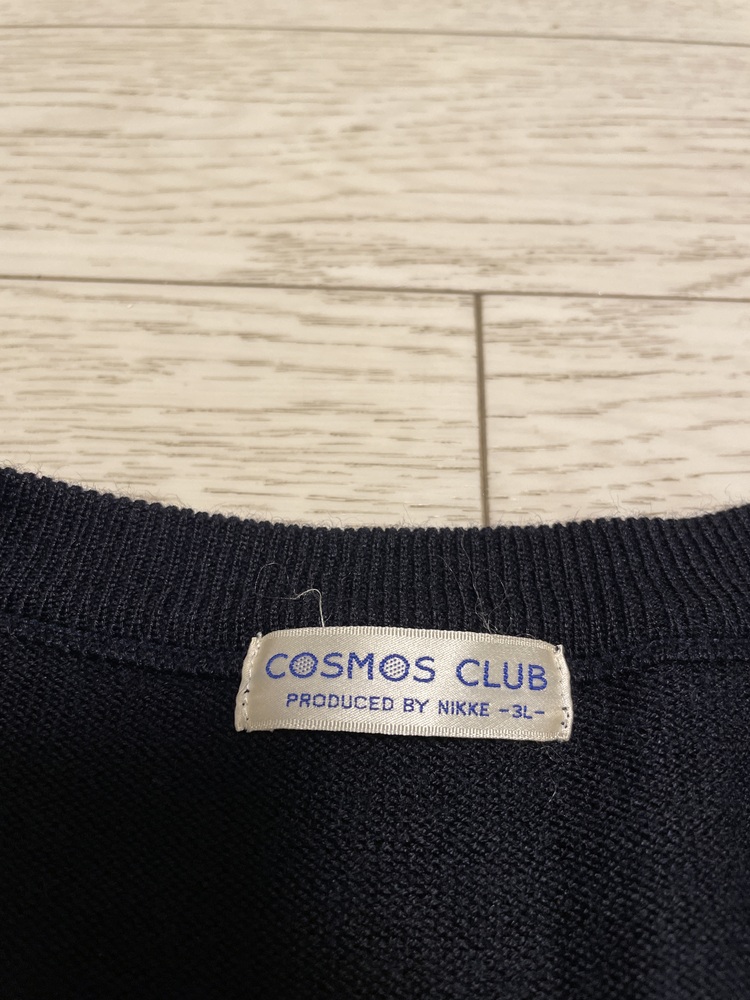 COSMOS CLUB
PRODUCED BY NIKKE -3L-